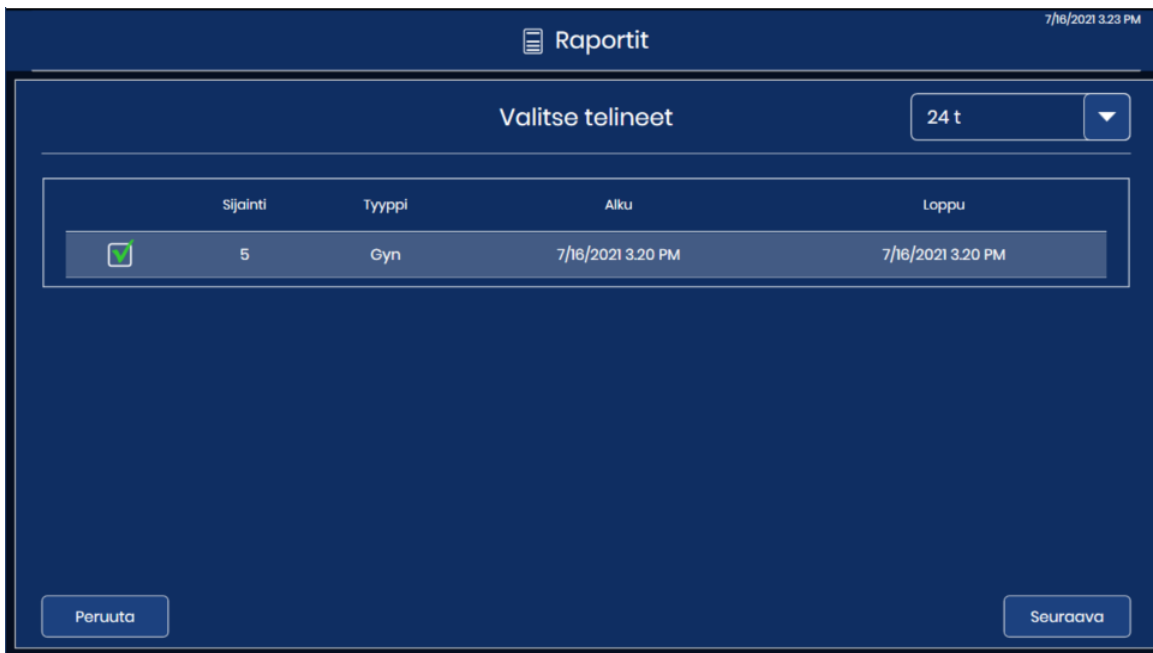 7/16/2021 3.23 PM
Raportit
Valitse telineet
24 t
Sijainti Tyyppi Alku Loppu
5 Gyn 7/16/2021 3.20 PM 7/16/2021 3.20 PM
Peruuta Seuraava